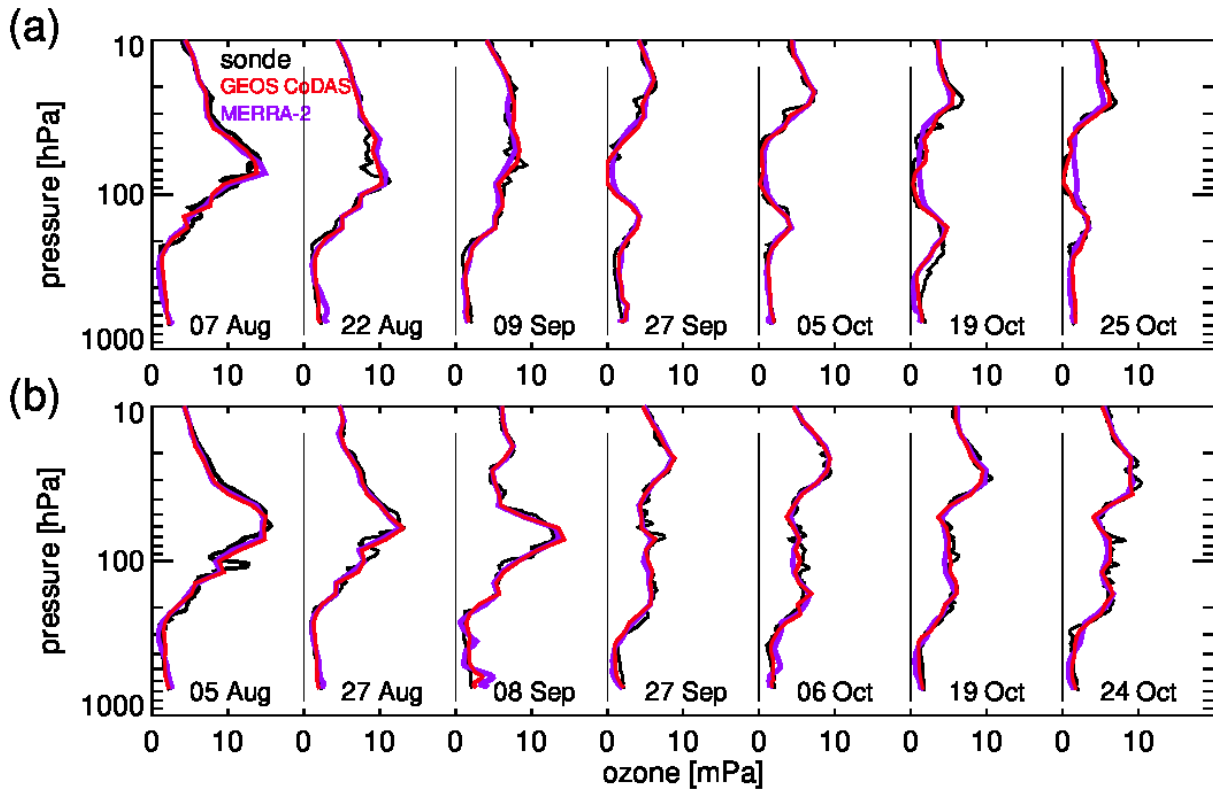 (a)
pressure [hPa]
10
100
1000
sonde
GEOS CoDAS
MERRA-2
07 Aug 22 Aug 09 Sep 27 Sep 05 Oct 19 Oct 25 Oct
0 10 0 10 0 10 0 10 0 10 0 10 0 10
(b)
pressure [hPa]
10
100
1000
05 Aug 27 Aug 08 Sep 27 Sep 06 Oct 19 Oct 24 Oct
0 10 0 10 0 10 0 10 0 10 0 10 0 10
ozone [mPa]